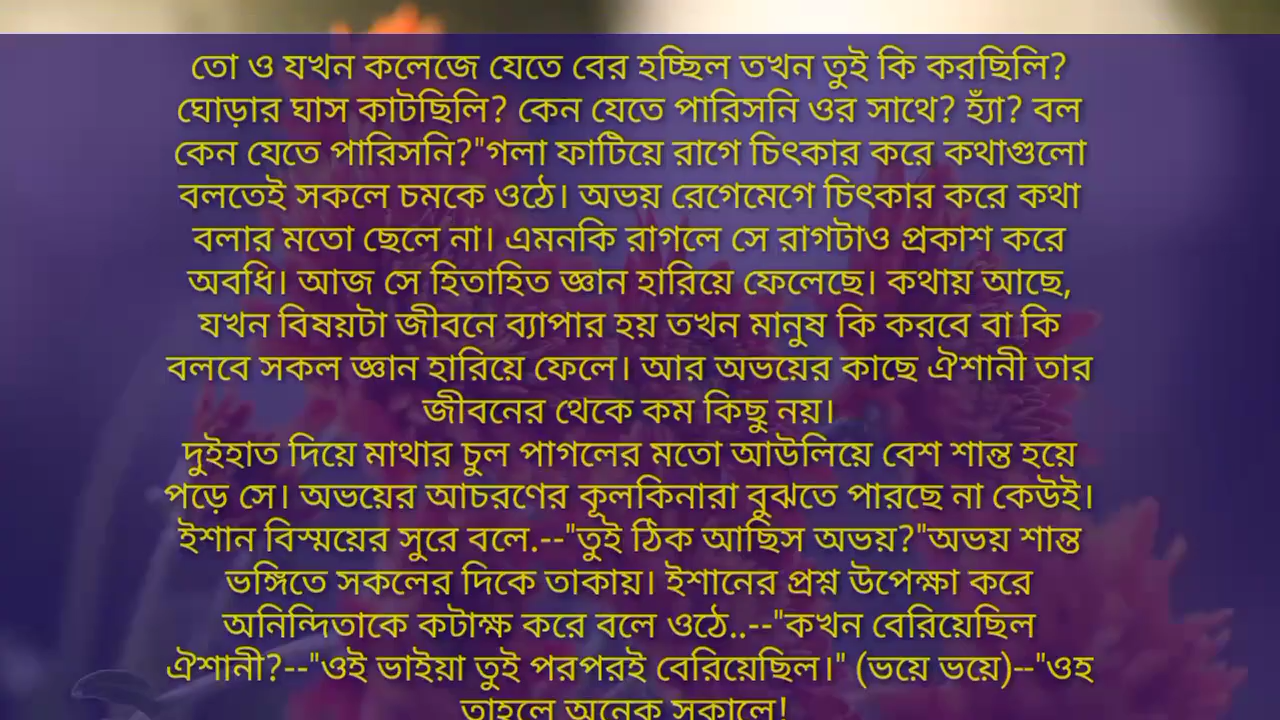 তো ও যখন কলেজে যেতে বের হচ্ছিল তখন তুই কি করছিলি?
ঘোড়ার ঘাস কাটছিলি? কেন যেতে পারিসনি ওর সাথে? হ্যাঁ? বল
কেন যেতে পারিসনি?"গলা ফাটিয়ে রাগে চিৎকার করে কথাগুলো
বলতেই সকলে চমকে ওঠে। অভয় রেগেমেগে চিৎকার করে কথা
বলার মতো ছেলে না। এমনকি রাগলে সে রাগটাও প্রকাশ করে
অবধি। আজ সে হিতাহিত জ্ঞান হারিয়ে ফেলেছে। কথায় আছে,
যখন বিষয়টা জীবনে ব্যাপার হয় তখন মানুষ কি করবে বা কি
বলবে সকল জ্ঞান হারিয়ে ফেলে। আর অভয়ের কাছে ঐশানী তার
জীবনের থেকে কম কিছু নয়।
দুইহাত দিয়ে মাথার চুল পাগলের মতো আউলিয়ে বেশ শান্ত হয়ে
পড়ে সে। অভয়ের আচরণের কূলকিনারা বুঝতে পারছে না কেউই।
ইশান বিস্ময়ের সুরে বলে.--"তুই ঠিক আছিস অভয়?"অভয় শান্ত
ভঙ্গিতে সকলের দিকে তাকায়। ইশানের প্রশ্ন উপেক্ষা করে
অনিন্দিতাকে কটাক্ষ করে বলে ওঠে..--"কখন বেরিয়েছিল
ঐশানী?--"ওই ভাইয়া তুই পরপরই বেরিয়েছিল।" (ভয়ে ভয়ে)--"ওহ
তাহলে অনেক সকালে!